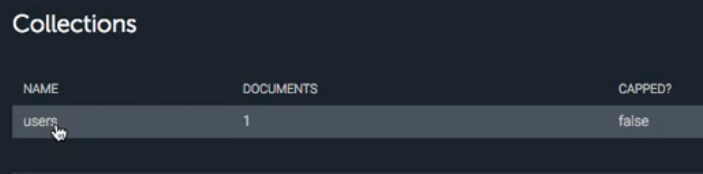 Collections
NAME DOCUMENTS CAPPED?
users 1 false